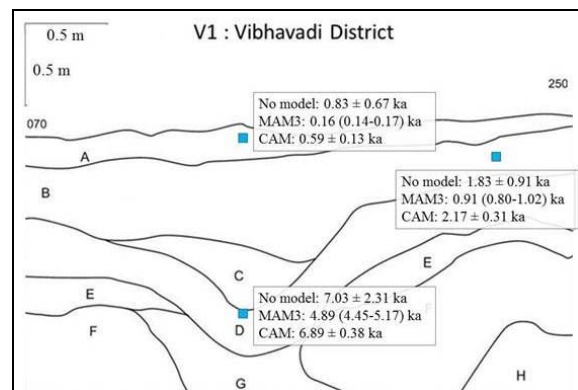 V1 : Vibhavadi District
0.5 m
0.5 m
070
250
No model: 0.83 ± 0.67 ka
MAM3: 0.16 (0.14-0.17) ka
CAM: 0.59 ± 0.13 ka
A
B
No model: 1.83 ± 0.91 ka
MAM3: 0.91 (0.80-1.02) ka
CAM: 2.17 ± 0.31 ka
C
E
E
No model: 7.03 ± 2.31 ka
MAM3: 4.89 (4.45-5.17) ka
CAM: 6.89 ± 0.38 ka
F
F
D
G
H